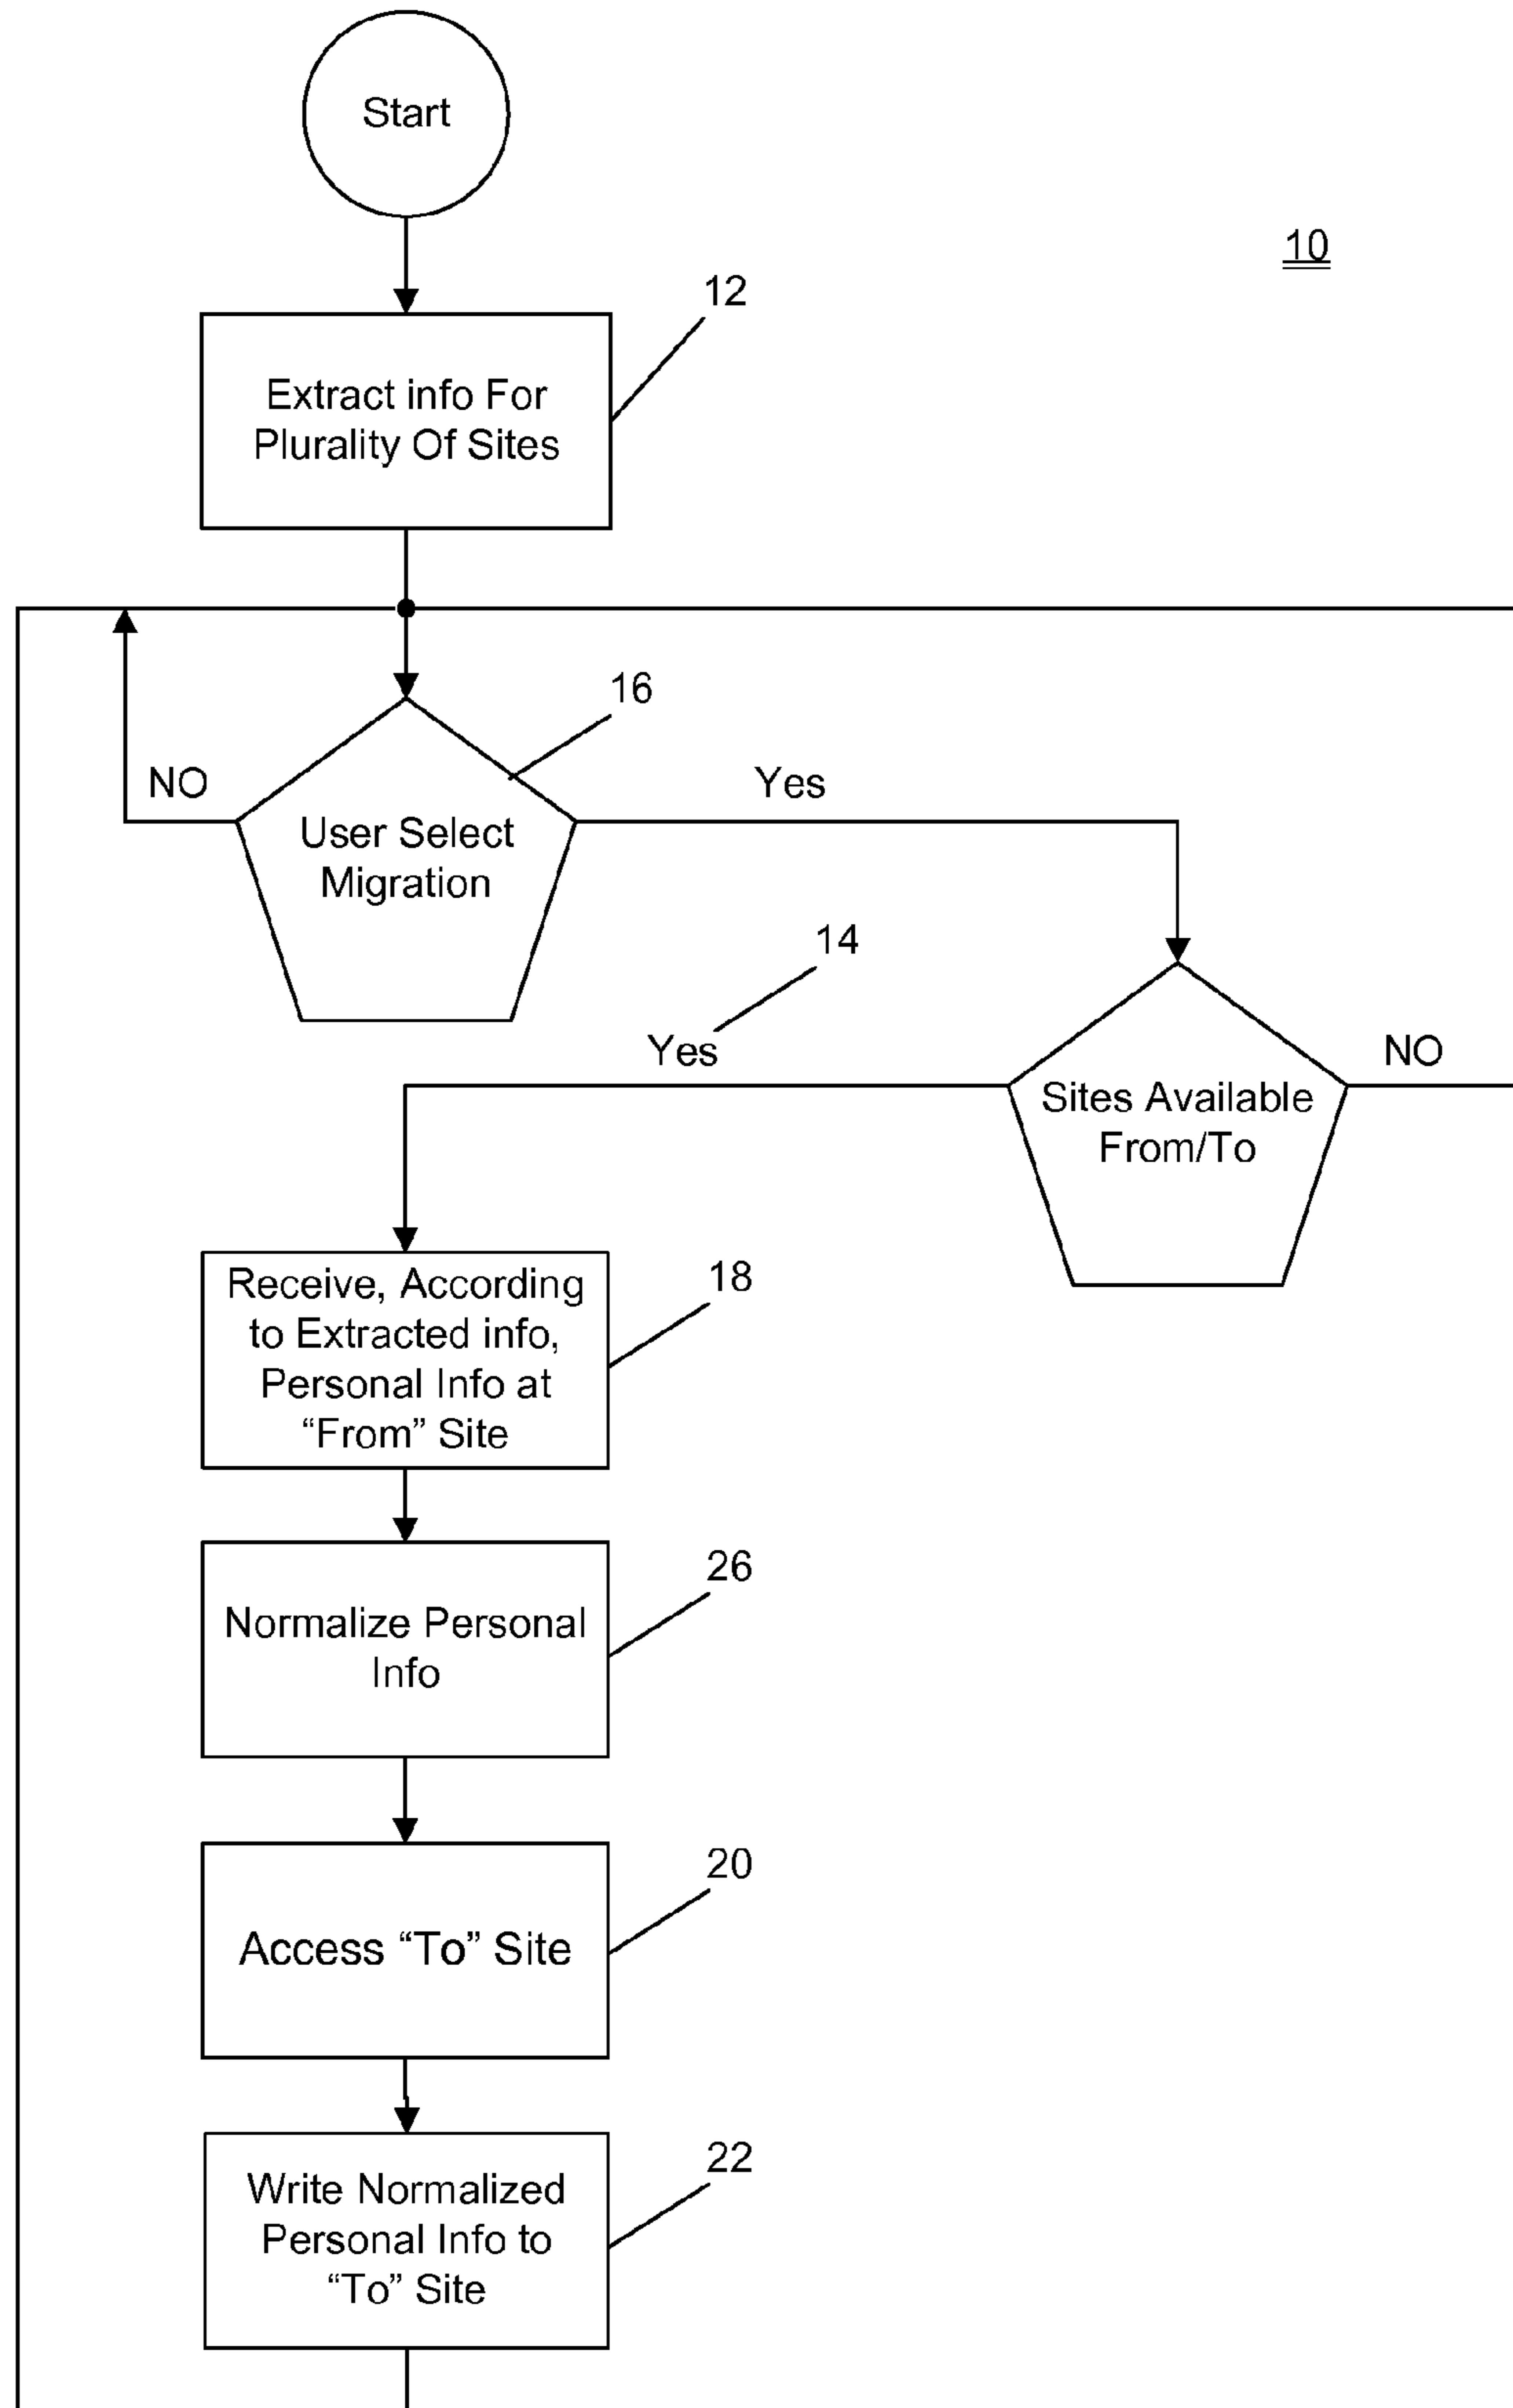 Start
10
12
Extract info For
Plurality Of Sites
16
NO
Yes
User Select
Migration
14
Yes
NO
Sites Available
From/To
18
Receive, According
to Extracted info,
Personal Info at
“From” Site
26
Normalize Personal
Info
20
Access “To” Site
22
Write Normalized
Personal Info to
“To” Site